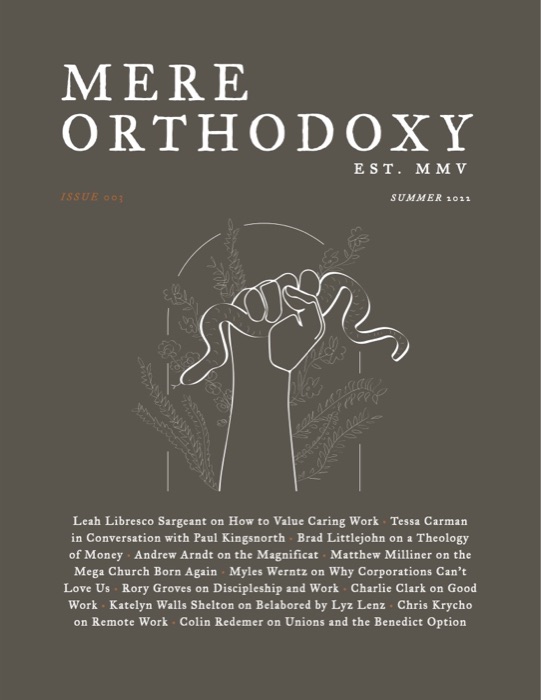 MERE
ORTHODOXY
EST. MMV
ISSUE 003
SUMMER 2022
Leah Libresco Sargeant on How to Value Caring Work · Tessa Carman
in Conversation with Paul Kingsnorth · Brad Littlejohn on a Theology
of Money · Andrew Arndt on the Magnificat · Matthew Milliner on the
Mega Church Born Again · Myles Werntz on Why Corporations Can't
Love Us · Rory Groves on Discipleship and Work · Charlie Clark on Good
Work · Katelyn Walls Shelton on Belabored by Lyz Lenz · Chris Krycho
on Remote Work · Colin Redemer on Unions and the Benedict Option